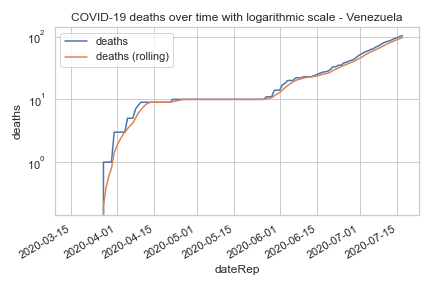 COVID-19 deaths over time with logarithmic scale - Venezuela
deaths
deaths (rolling)
10²
10¹
10⁰
deaths
2020-03-15
2020-04-01
2020-04-15
2020-05-01
2020-05-15
2020-06-01
2020-06-15
2020-07-01
2020-07-15
dateRep